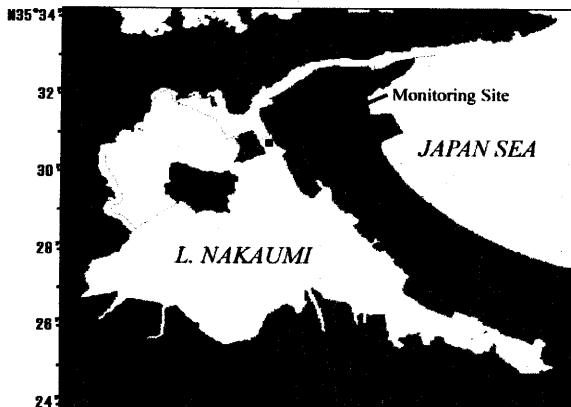 N35°34'
32
Monitoring Site
JAPAN SEA
30
28
L. NAKAUMI
26
24